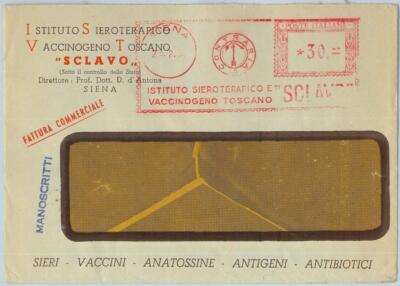 ISTITUTO SIEROTERAPICO
VACCINOGENO TOSCANO
"SCLAVO"
(Sotto il controllo dello Stato)
Direttore: Prof. Dott. D. d'Antona
SIENA
FATTURA COMMERCIALE
POSTE ITALIANE
*30.=
ISTITUTO SIEROTERAPICO E
VACCINOGENO TOSCANO "SCLAVO"
MANOSCRITTI
SIERI - VACCINI - ANATOSSINE - ANTIGENI - ANTIBIOTICI